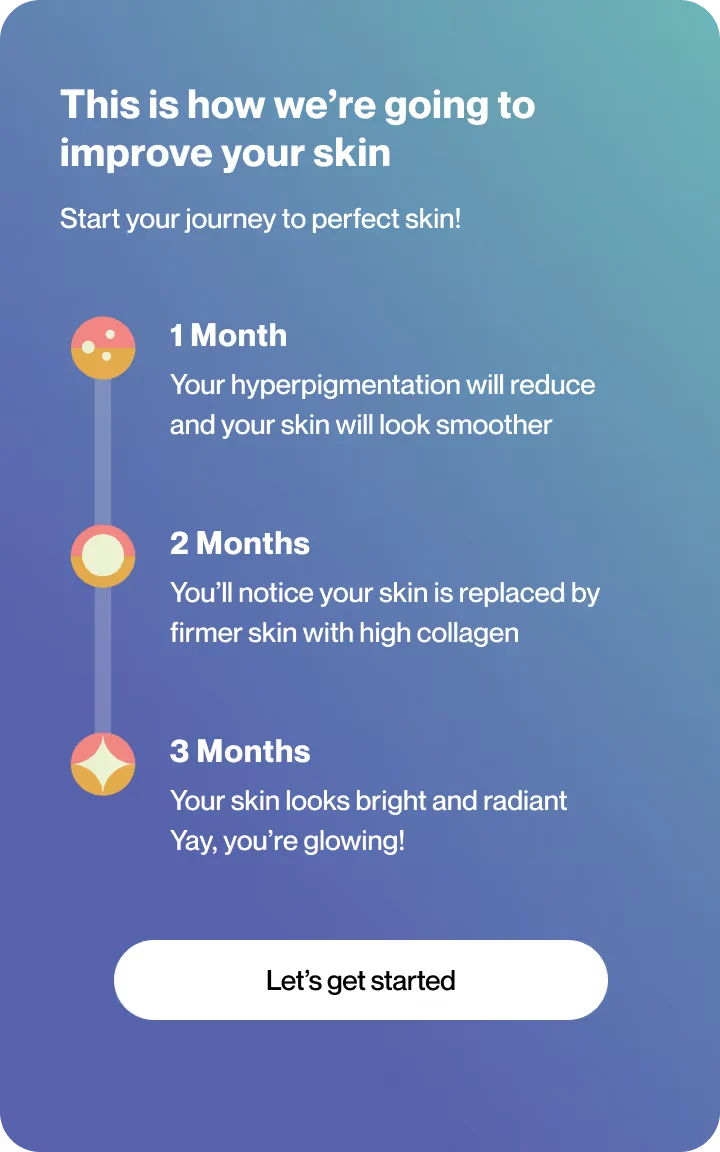 This is how we’re going to
improve your skin
Start your journey to perfect skin!
1 Month
Your hyperpigmentation will reduce
and your skin will look smoother
2 Months
You’ll notice your skin is replaced by
firmer skin with high collagen
3 Months
Your skin looks bright and radiant
Yay, you’re glowing!
Let’s get started